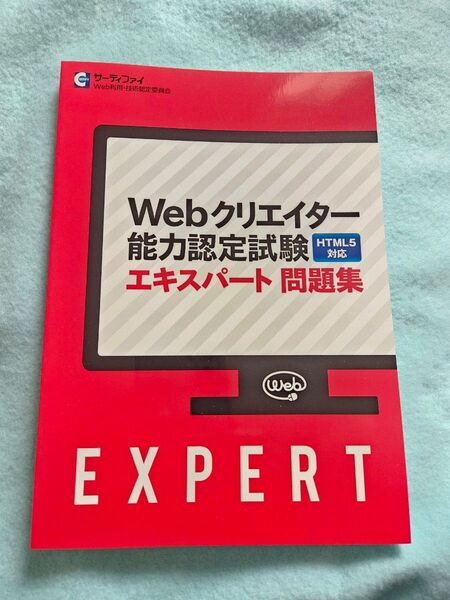 サーティファイ
Web利用・技術認定委員会
Webクリエイター
能力認定試験
HTML5
対応
エキスパート 問題集
Web
EXPERT